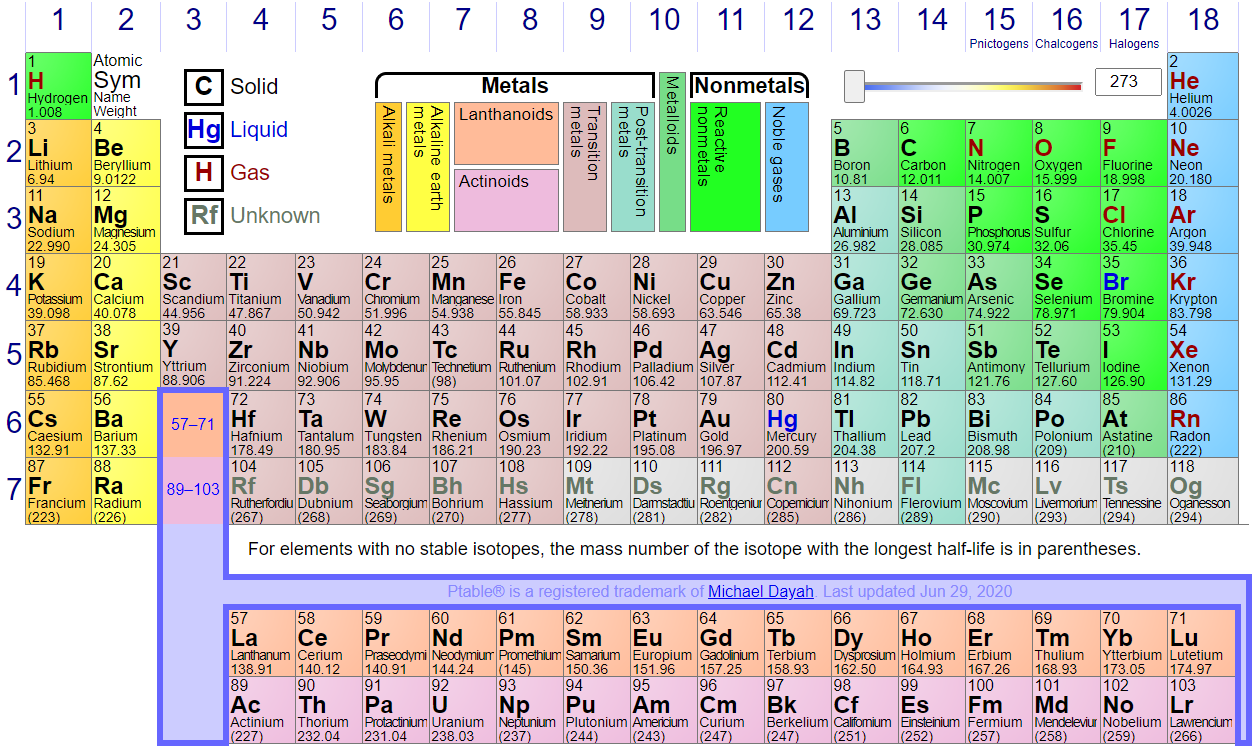 1 2 3 4 5 6 7 8 9 10 11 12 13 14 15 16 17 18
Pnictogens Chalcogens Halogens
1
1 H Hydrogen 1.008
Atomic Sym Name Weight
2 He Helium 4.0026
C Solid
Hg Liquid
H Gas
Rf Unknown
Metals
Metalloids
Nonmetals
Alkali metals
Alkaline earth metals
Lanthanoids
Actinoids
Transition metals
Post-transition metals
Reactive nonmetals
Noble gases
273
2
3 Li Lithium 6.94
4 Be Beryllium 9.0122
5 B Boron 10.81
6 C Carbon 12.011
7 N Nitrogen 14.007
8 O Oxygen 15.999
9 F Fluorine 18.998
10 Ne Neon 20.180
3
11 Na Sodium 22.990
12 Mg Magnesium 24.305
13 Al Aluminium 26.982
14 Si Silicon 28.085
15 P Phosphorus 30.974
16 S Sulfur 32.06
17 Cl Chlorine 35.45
18 Ar Argon 39.948
4
19 K Potassium 39.098
20 Ca Calcium 40.078
21 Sc Scandium 44.956
22 Ti Titanium 47.867
23 V Vanadium 50.942
24 Cr Chromium 51.996
25 Mn Manganese 54.938
26 Fe Iron 55.845
27 Co Cobalt 58.933
28 Ni Nickel 58.693
29 Cu Copper 63.546
30 Zn Zinc 65.38
31 Ga Gallium 69.723
32 Ge Germanium 72.630
33 As Arsenic 74.922
34 Se Selenium 78.971
35 Br Bromine 79.904
36 Kr Krypton 83.798
5
37 Rb Rubidium 85.468
38 Sr Strontium 87.62
39 Y Yttrium 88.906
40 Zr Zirconium 91.224
41 Nb Niobium 92.906
42 Mo Molybdenur 95.95
43 Tc Technetium (98)
44 Ru Ruthenium 101.07
45 Rh Rhodium 102.91
46 Pd Palladium 106.42
47 Ag Silver 107.87
48 Cd Cadmium 112.41
49 In Indium 114.82
50 Sn Tin 118.71
51 Sb Antimony 121.76
52 Te Tellurium 127.60
53 I Iodine 126.90
54 Xe Xenon 131.29
6
55 Cs Caesium 132.91
56 Ba Barium 137.33
57–71
72 Hf Hafnium 178.49
73 Ta Tantalum 180.95
74 W Tungsten 183.84
75 Re Rhenium 186.21
76 Os Osmium 190.23
77 Ir Iridium 192.22
78 Pt Platinum 195.08
79 Au Gold 196.97
80 Hg Mercury 200.59
81 Tl Thallium 204.38
82 Pb Lead 207.2
83 Bi Bismuth 208.98
84 Po Polonium (209)
85 At Astatine (210)
86 Rn Radon (222)
7
87 Fr Francium (223)
88 Ra Radium (226)
89–103
104 Rf Rutherfordiu (267)
105 Db Dubnium (268)
106 Sg Seaborgium (269)
107 Bh Bohrium (270)
108 Hs Hassium (277)
109 Mt Meitnerium (278)
110 Ds Darmstadtiu (281)
111 Rg Roentgeniur (282)
112 Cn Copernicium (285)
113 Nh Nihonium (286)
114 Fl Flerovium (289)
115 Mc Moscovium (290)
116 Lv Livermorium (293)
117 Ts Tennessine (294)
118 Og Oganesson (294)
For elements with no stable isotopes, the mass number of the isotope with the longest half-life is in parentheses.
Ptable® is a registered trademark of Michael Dayah. Last updated Jun 29, 2020
57 La Lanthanum 138.91
58 Ce Cerium 140.12
59 Pr Praseodymi 140.91
60 Nd Neodymium 144.24
61 Pm Promethium (145)
62 Sm Samarium 150.36
63 Eu Europium 151.96
64 Gd Gadolinium 157.25
65 Tb Terbium 158.93
66 Dy Dysprosium 162.50
67 Ho Holmium 164.93
68 Er Erbium 167.26
69 Tm Thulium 168.93
70 Yb Ytterbium 173.05
71 Lu Lutetium 174.97
89 Ac Actinium (227)
90 Th Thorium 232.04
91 Pa Protactinium 231.04
92 U Uranium 238.03
93 Np Neptunium (237)
94 Pu Plutonium (244)
95 Am Americium (243)
96 Cm Curium (247)
97 Bk Berkelium (247)
98 Cf Californium (251)
99 Es Einsteinium (252)
100 Fm Fermium (257)
101 Md Mendeleviur (258)
102 No Nobelium (259)
103 Lr Lawrencium (266)